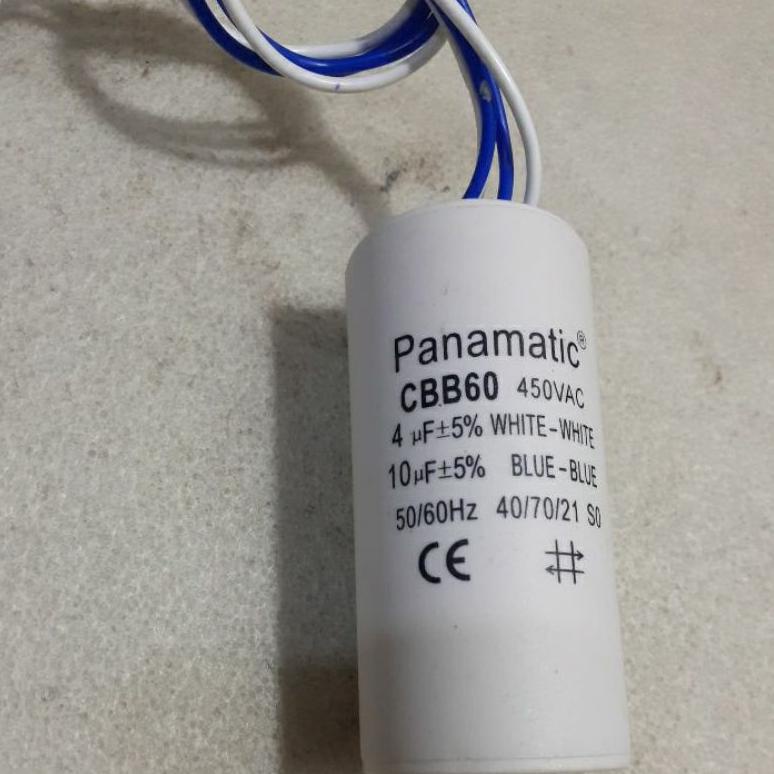 Panamatic®
CBB60 450VAC
4 μF±5% WHITE-WHITE
10μF±5% BLUE-BLUE
50/60Hz 40/70/21 S0
CE